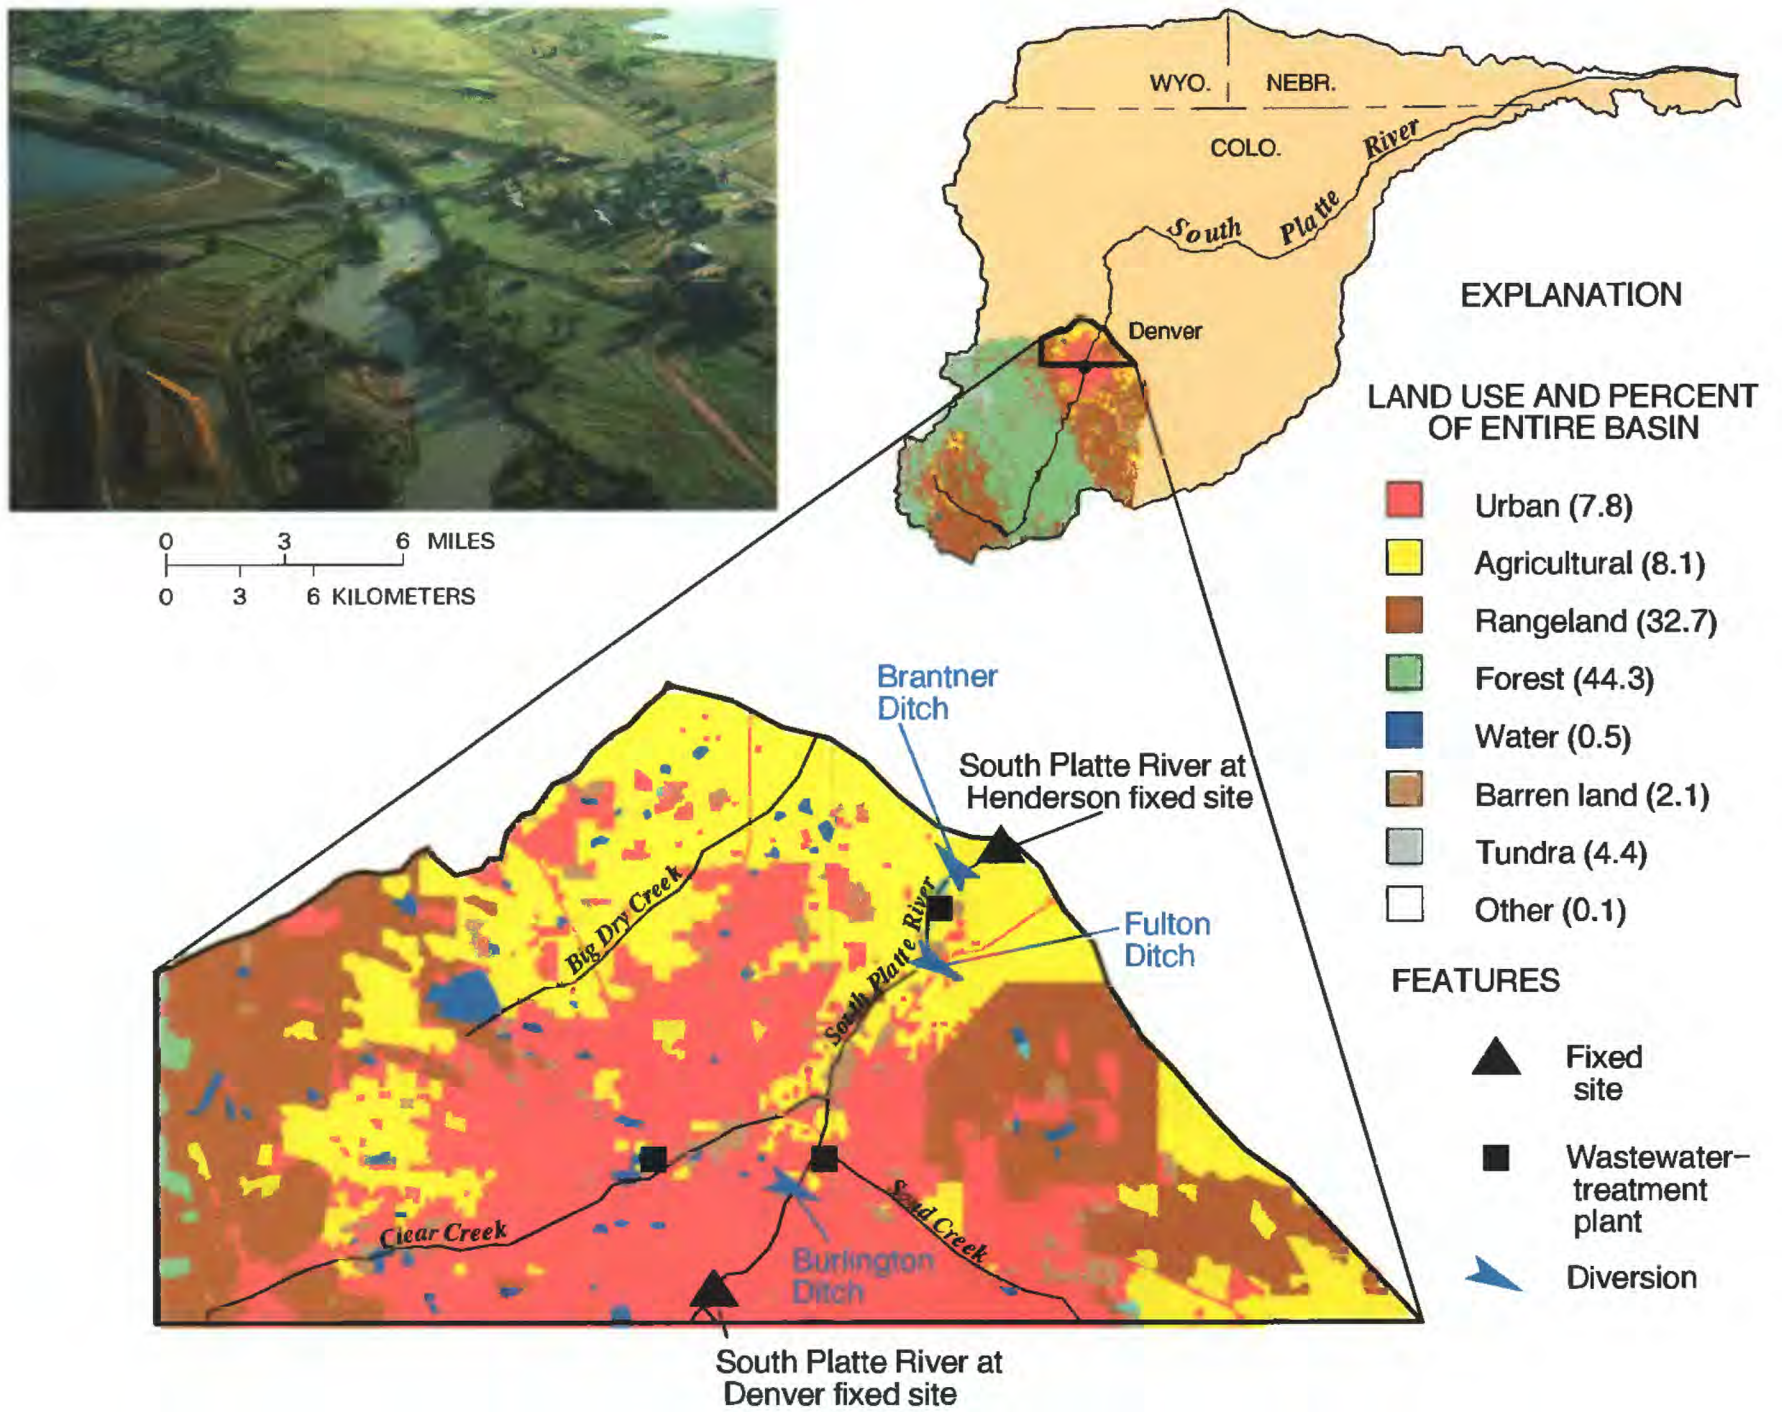 WYO.
NEBR.
COLO.
South Platte River
Denver
0 3 6 MILES
0 3 6 KILOMETERS
EXPLANATION
LAND USE AND PERCENT
OF ENTIRE BASIN
Urban (7.8)
Agricultural (8.1)
Rangeland (32.7)
Forest (44.3)
Water (0.5)
Barren land (2.1)
Tundra (4.4)
Other (0.1)
FEATURES
Fixed
site
Wastewater–
treatment
plant
Diversion
Brantner
Ditch
South Platte River at
Henderson fixed site
Fulton
Ditch
Big Dry Creek
South Platte River
Clear Creek
Sand Creek
Burlington
Ditch
South Platte River at
Denver fixed site